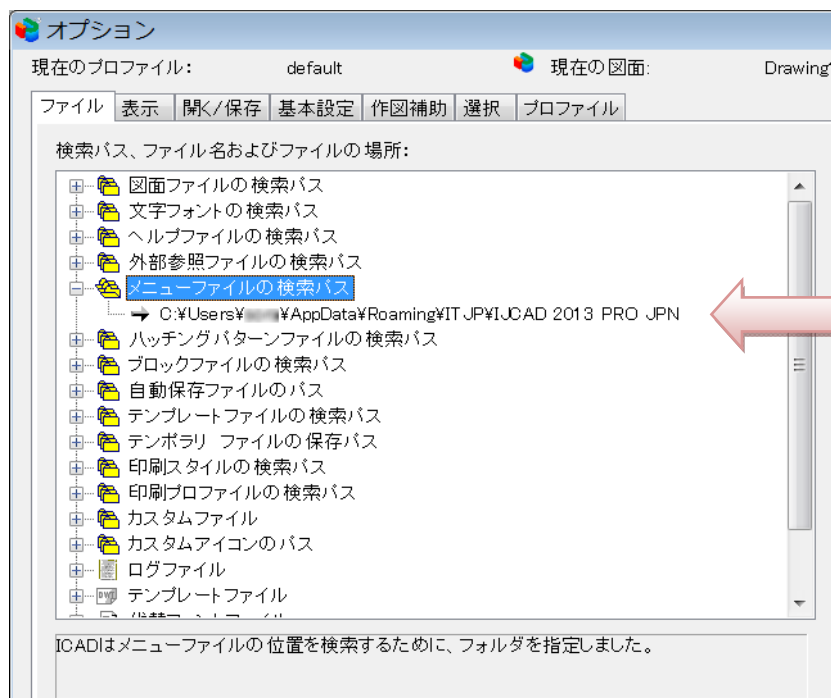 オプション
現在のプロファイル: default 現在の図面: Drawing
ファイル 表示 開く/保存 基本設定 作図補助 選択 プロファイル
検索パス、ファイル名およびファイルの場所:
図面ファイルの検索パス
文字フォントの検索パス
ヘルプファイルの検索パス
外部参照ファイルの検索パス
メニューファイルの検索パス
C:¥Users¥ ¥AppData¥Roaming¥ITJP¥IJCAD 2013 PRO JPN
ハッチングパターンファイルの検索パス
ブロックファイルの検索パス
自動保存ファイルのパス
テンプレートファイルの検索パス
テンポラリ ファイルの保存パス
印刷スタイルの検索パス
印刷プロファイルの検索パス
カスタムファイル
カスタムアイコンのパス
ログファイル
テンプレートファイル
ICADはメニューファイルの位置を検索するために、フォルダを指定しました。